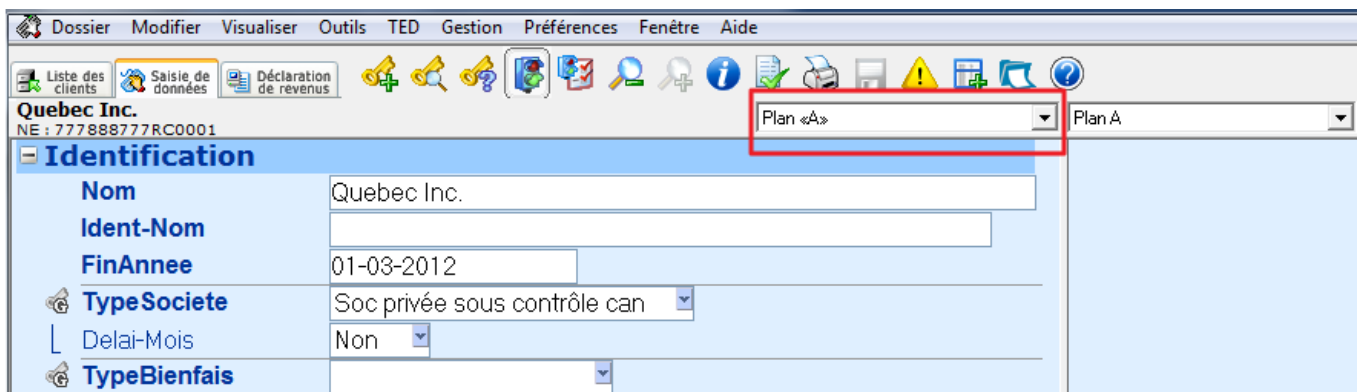 Dossier Modifier Visualiser Outils TED Gestion Préférences Fenêtre Aide
Liste des clients Saisie de données Déclaration de revenus
Quebec Inc.
NE : 777888777RC0001
Plan «A» Plan A
Identification
Nom Quebec Inc.
Ident-Nom
FinAnnee 01-03-2012
TypeSociete Soc privée sous contrôle can
Delai-Mois Non
TypeBienfais